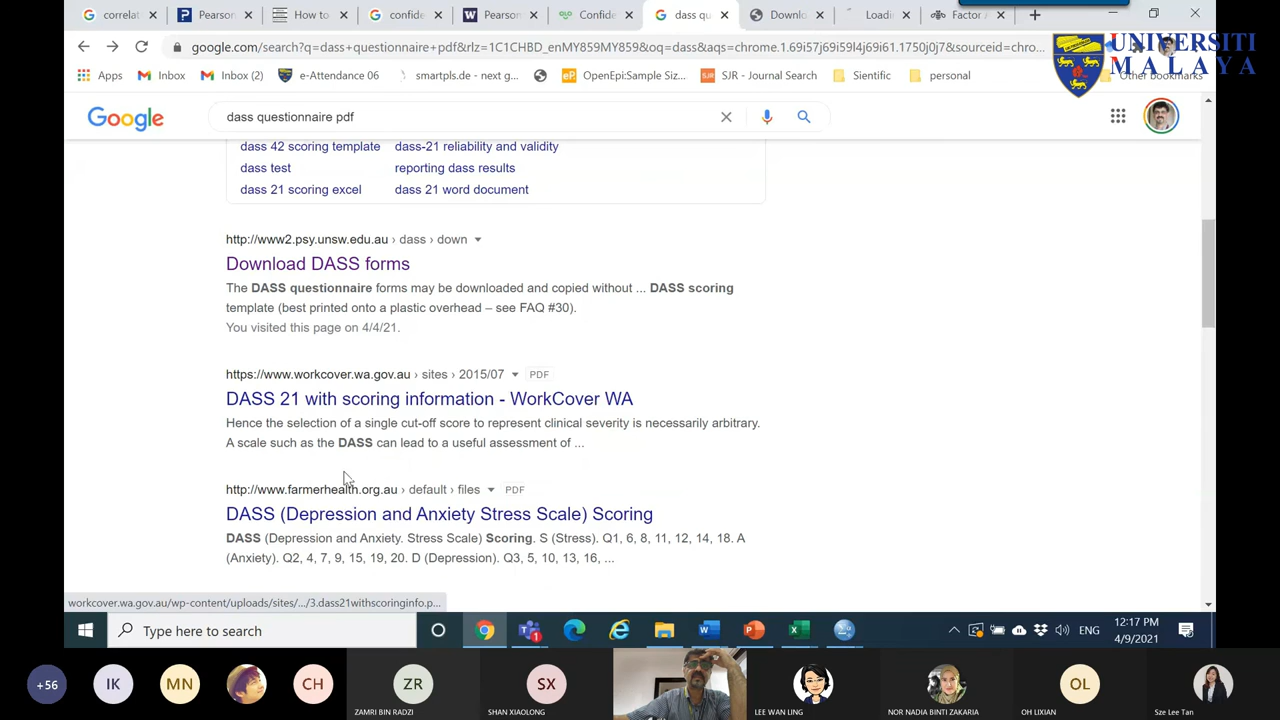 correlat
Pearson
How to
confide
Pearson
Confide
dass qu
Downlo
Loadi
Factor A
google.com/search?q=dass+questionnaire+pdf&rlz=1C1CHBD_enMY859MY859&oq=dass&aqs=chrome.1.69i57j69i59l4j69i61.1750j0j7&sourceid=chro...
UNIVERSITI
MALAYA
Apps
Inbox
Inbox (2)
e-Attendance 06
smartpls.de - next g...
OpenEpi:Sample Siz...
SJR - Journal Search
Sientific
personal
Other bookmarks
Google
dass questionnaire pdf
dass 42 scoring template
dass-21 reliability and validity
dass test
reporting dass results
dass 21 scoring excel
dass 21 word document
http://www2.psy.unsw.edu.au › dass › down
Download DASS forms
The DASS questionnaire forms may be downloaded and copied without ... DASS scoring
template (best printed onto a plastic overhead – see FAQ #30).
You visited this page on 4/4/21.
https://www.workcover.wa.gov.au › sites › 2015/07 PDF
DASS 21 with scoring information - WorkCover WA
Hence the selection of a single cut-off score to represent clinical severity is necessarily arbitrary.
A scale such as the DASS can lead to a useful assessment of ...
http://www.farmerhealth.org.au › default › files PDF
DASS (Depression and Anxiety Stress Scale) Scoring
DASS (Depression and Anxiety. Stress Scale) Scoring. S (Stress). Q1, 6, 8, 11, 12, 14, 18. A
(Anxiety). Q2, 4, 7, 9, 15, 19, 20. D (Depression). Q3, 5, 10, 13, 16, ...
workcover.wa.gov.au/wp-content/uploads/sites/.../3.dass21withscoringinfo.p...
Type here to search
ENG
12:17 PM
4/9/2021
+56
IK
MN
CH
ZR
SX
OL
ZAMRI BIN RADZI
SHAN XIAOLONG
LEE WAN LING
NOR NADIA BINTI ZAKARIA
OH LIXIAN
Sze Lee Tan